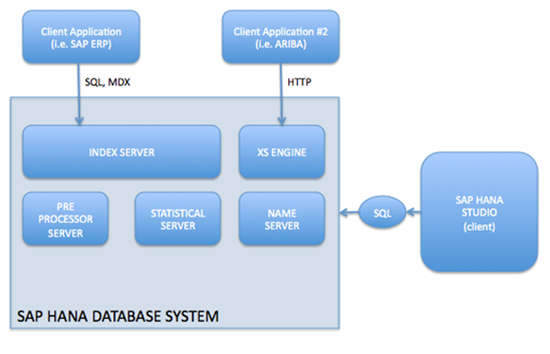 Client Application
(i.e. SAP ERP)
Client Application #2
(i.e. ARIBA)
SQL, MDX
HTTP
INDEX SERVER
XS ENGINE
PRE
PROCESSOR
SERVER
STATISTICAL
SERVER
NAME
SERVER
SQL
SAP HANA
STUDIO
(client)
SAP HANA DATABASE SYSTEM